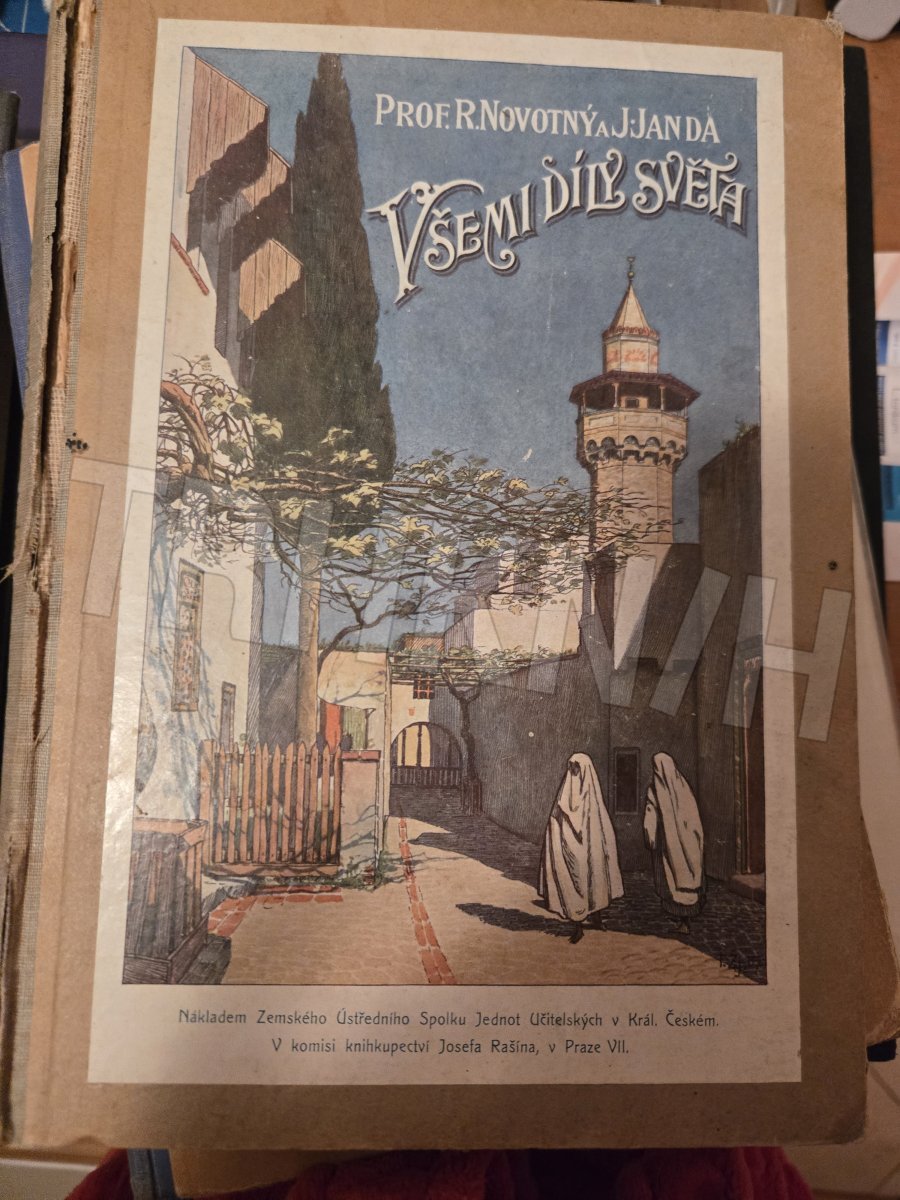 PROF. R. NOVOTNÝ A J. JANDA
VŠEMI DÍLY SVĚTA
Nákladem Zemského Ústředního Spolku Jednot Učitelských v Král. Českém.
V komisi knihkupectví Josefa Rašína, v Praze VII.